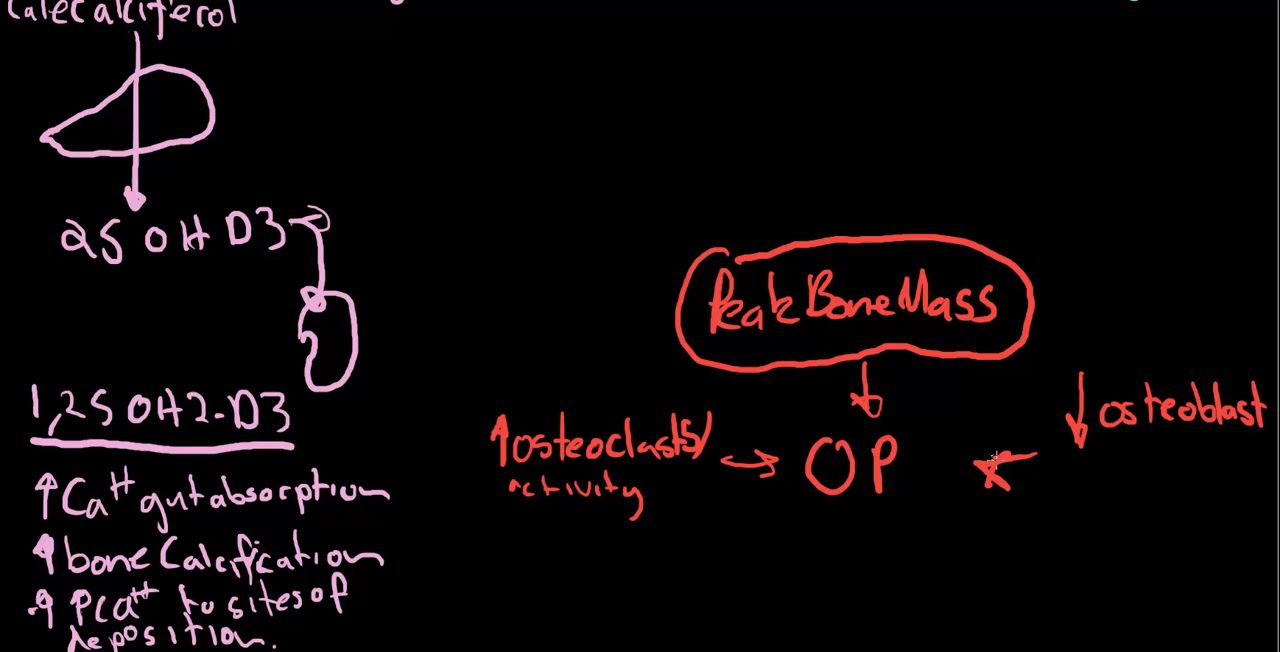 Calecalciferol
25 OH D3
1,25 OH2-D3
↑Ca++ gut absorption
↑bone Calcification
↑PCa++ to sites of
deposition.
Peak Bone Mass
↑osteoclasts/
activity
OP
↓ osteoblast